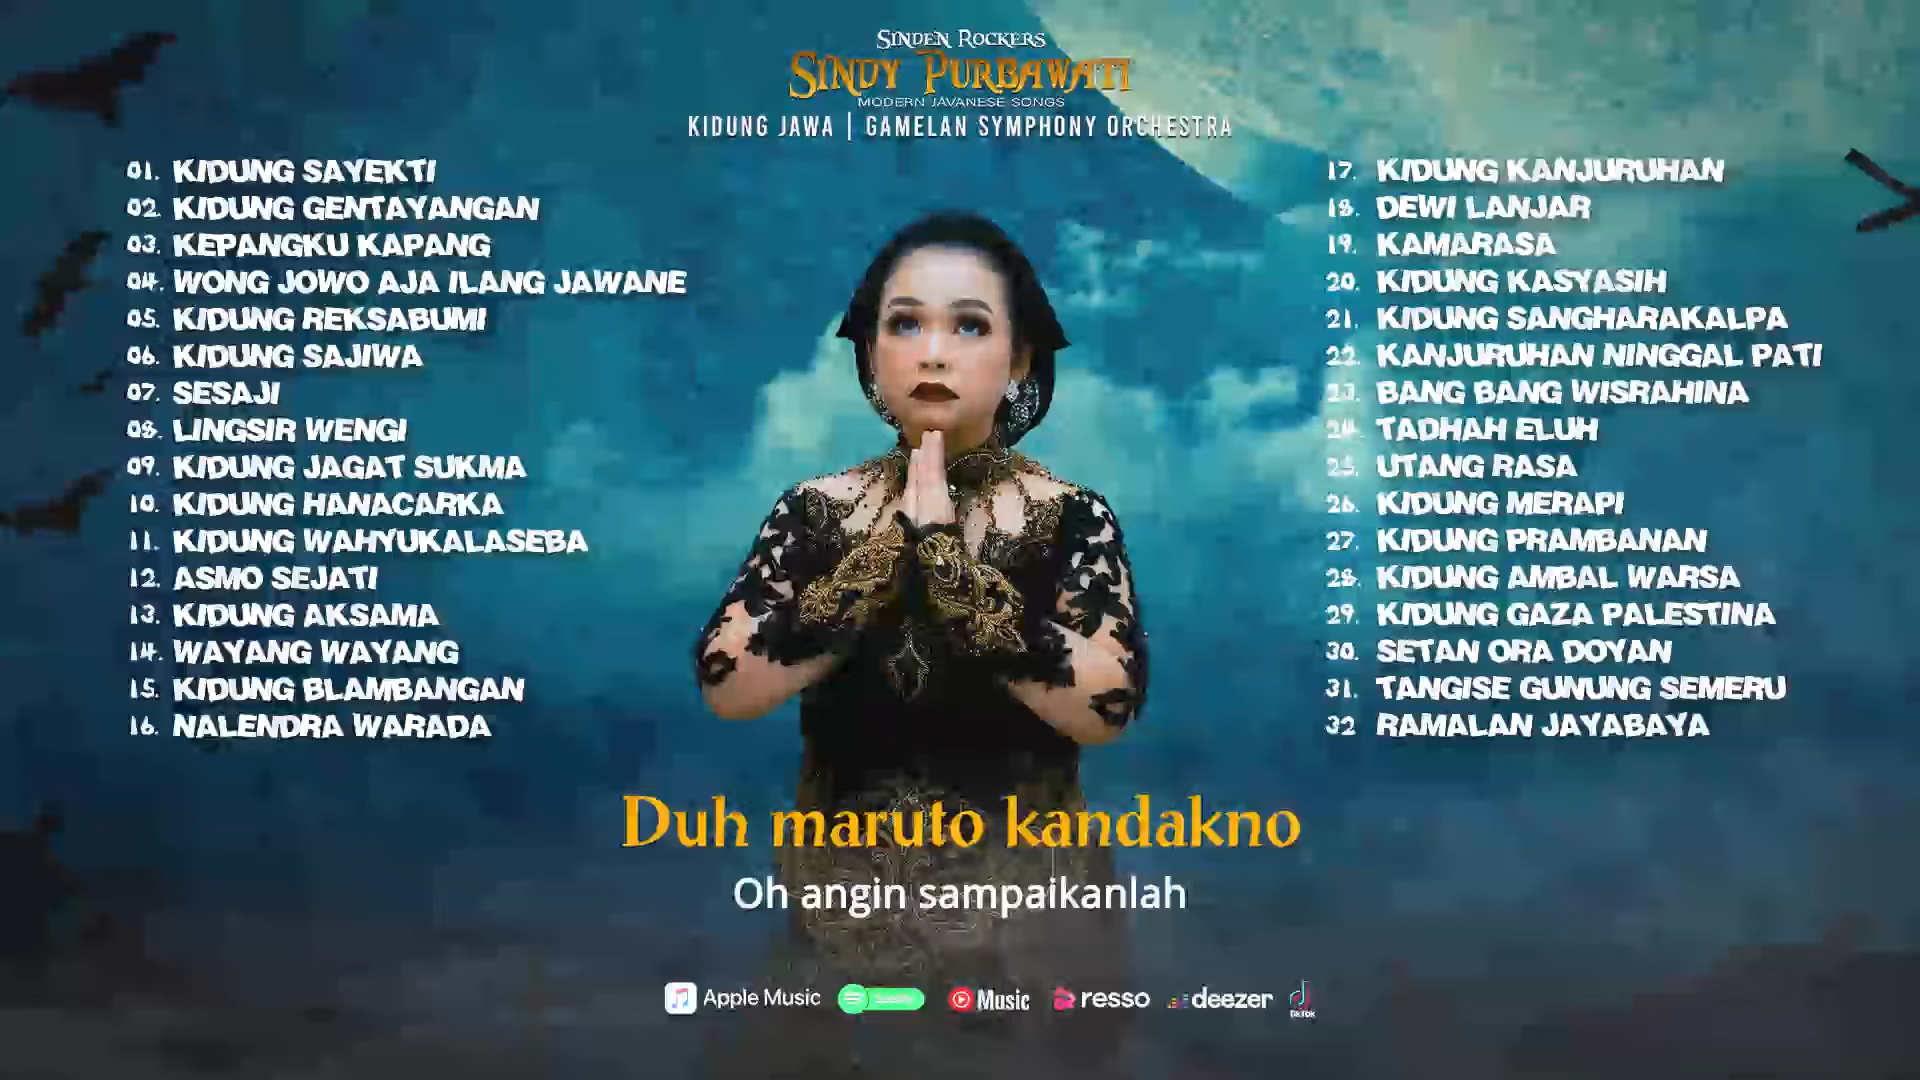 SINDEN ROCKERS
SINDY PURBAWATI
MODERN JAVANESE SONGS
KIDUNG JAWA | GAMELAN SYMPHONY ORCHESTRA
01. KIDUNG SAYEKTI
02. KIDUNG GENTAYANGAN
03. KEPANGKU KAPANG
04. WONG JOWO AJA ILANG JAWANE
05. KIDUNG REKSABUMI
06. KIDUNG SAJIWA
07. SESAJI
08. LINGSIR WENGI
09. KIDUNG JAGAT SUKMA
10. KIDUNG HANACARKA
11. KIDUNG WAHYUKALASEBA
12. ASMO SEJATI
13. KIDUNG AKSAMA
14. WAYANG WAYANG
15. KIDUNG BLAMBANGAN
16. NALENDRA WARADA
17. KIDUNG KANJURUHAN
18. DEWI LANJAR
19. KAMARASA
20. KIDUNG KASYASIH
21. KIDUNG SANGHARAKALPA
22. KANJURUHAN NINGGAL PATI
23. BANG BANG WISRAHINA
24. TADHAH ELUH
25. UTANG RASA
26. KIDUNG MERAPI
27. KIDUNG PRAMBANAN
28. KIDUNG AMBAL WARSA
29. KIDUNG GAZA PALESTINA
30. SETAN ORA DOYAN
31. TANGISE GUNUNG SEMERU
32 RAMALAN JAYABAYA
Duh maruto kandakno
Oh angin sampaikanlah
Apple Music Spotify Music resso deezer TikTok